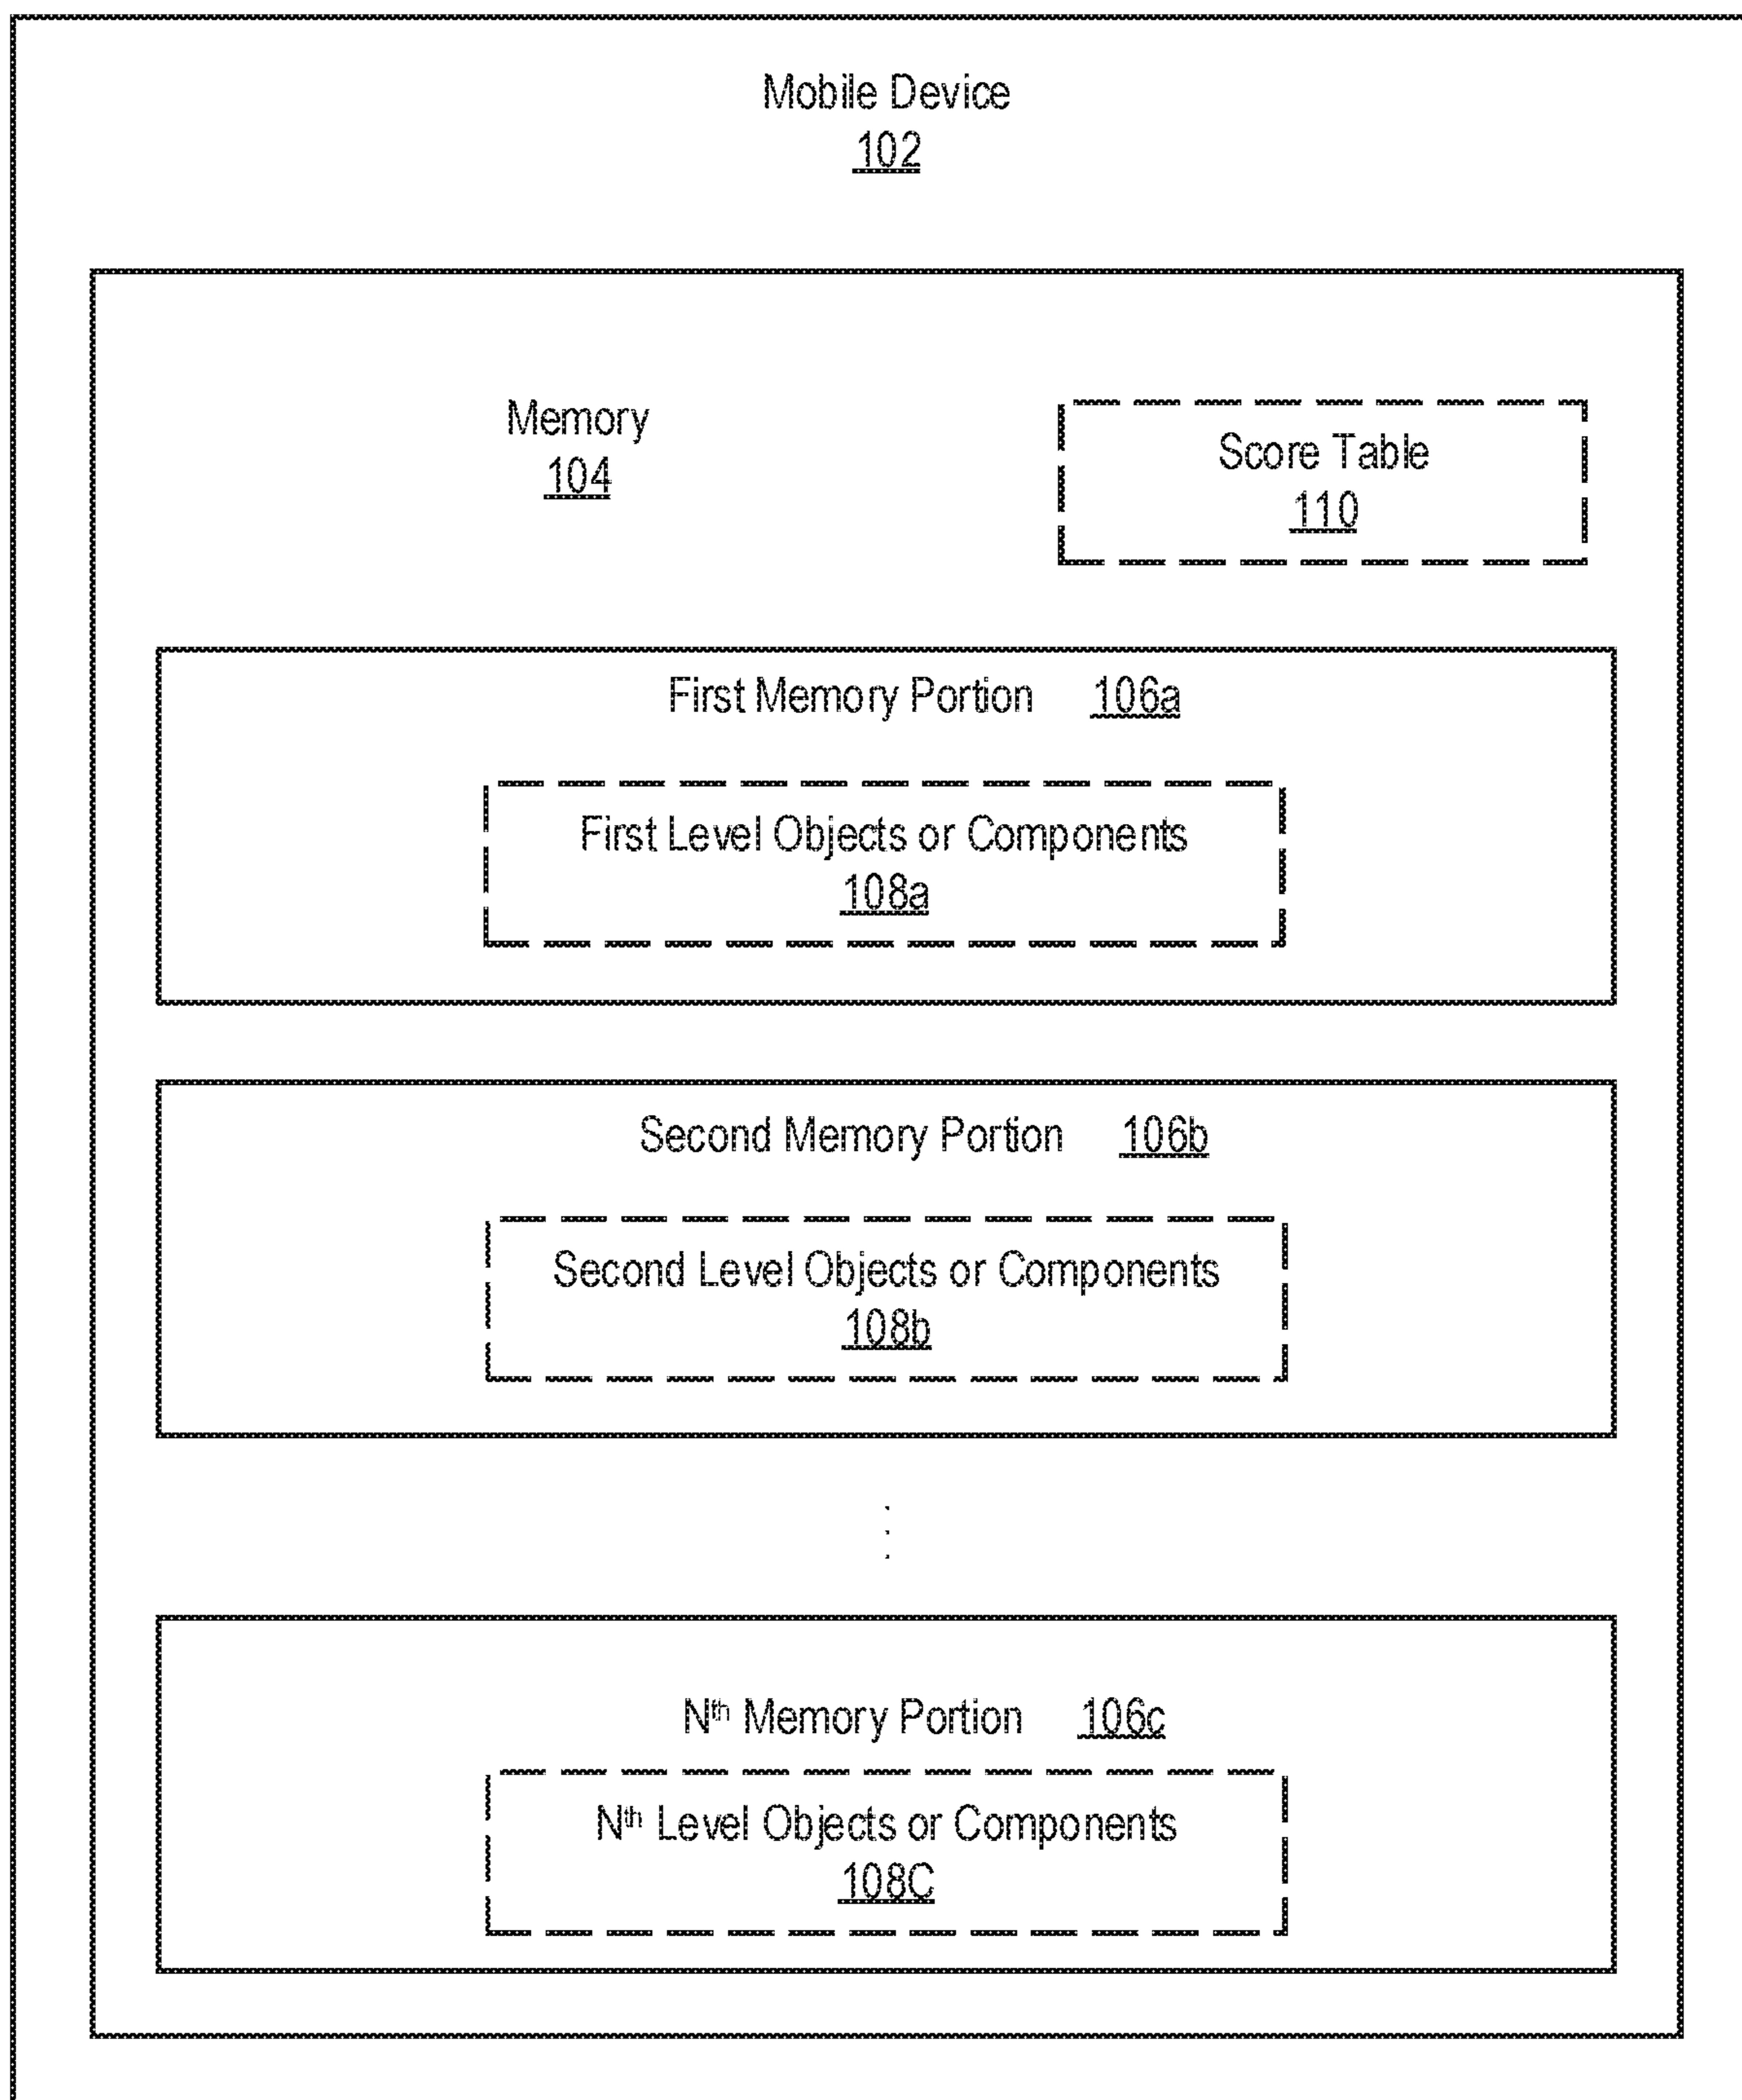 Mobile Device
102
Memory
104
Score Table
110
First Memory Portion 106a
First Level Objects or Components
108a
Second Memory Portion 106b
Second Level Objects or Components
108b
Nth Memory Portion 106c
Nth Level Objects or Components
108C